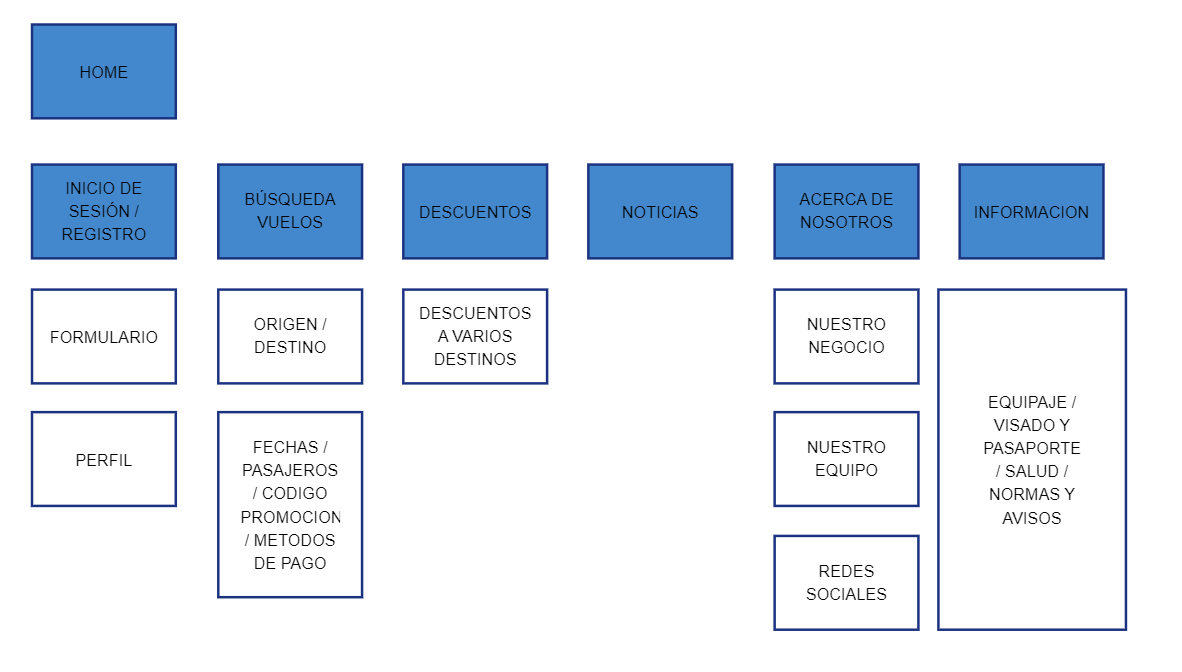 HOME
INICIO DE
SESIÓN /
REGISTRO
BÚSQUEDA
VUELOS
DESCUENTOS
NOTICIAS
ACERCA DE
NOSOTROS
INFORMACION
FORMULARIO
ORIGEN /
DESTINO
DESCUENTOS
A VARIOS
DESTINOS
NUESTRO
NEGOCIO
EQUIPAJE /
VISADO Y
PASAPORTE
/ SALUD /
NORMAS Y
AVISOS
PERFIL
FECHAS /
PASAJEROS
/ CODIGO
PROMOCION
/ METODOS
DE PAGO
NUESTRO
EQUIPO
REDES
SOCIALES